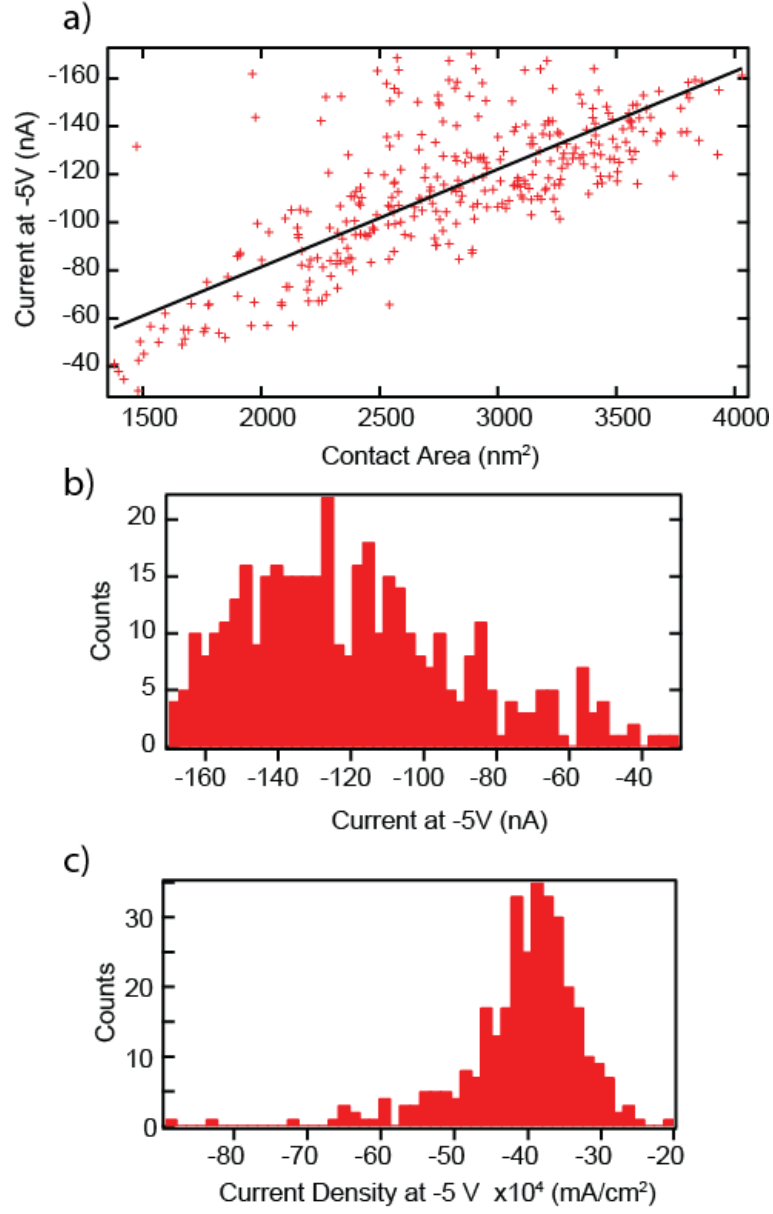 a)
-160
-140
-120
-100
-80
-60
-40
Current at -5V (nA)
1500 2000 2500 3000 3500 4000
Contact Area (nm²)
b)
20
15
10
5
0
Counts
-160 -140 -120 -100 -80 -60 -40
Current at -5V (nA)
c)
30
20
10
0
Counts
-80 -70 -60 -50 -40 -30 -20
Current Density at -5 V x10⁴ (mA/cm²)